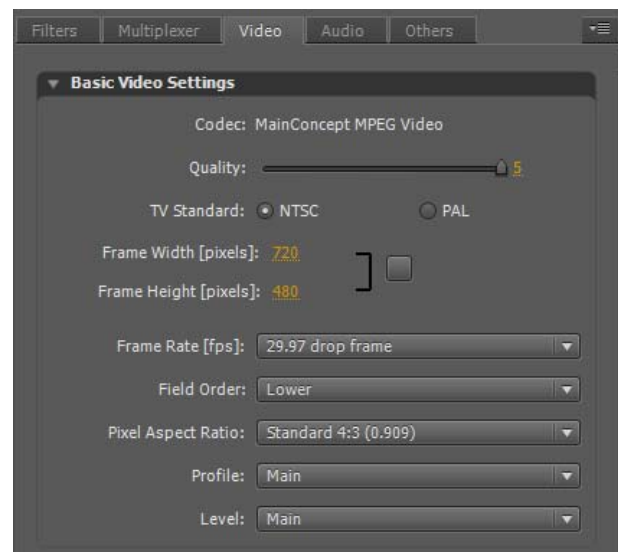 Filters Multiplexer Video Audio Others
Basic Video Settings
Codec: MainConcept MPEG Video
Quality: 5
TV Standard: NTSC PAL
Frame Width [pixels]: 720
Frame Height [pixels]: 480
Frame Rate [fps]: 29.97 drop frame
Field Order: Lower
Pixel Aspect Ratio: Standard 4:3 (0.909)
Profile: Main
Level: Main